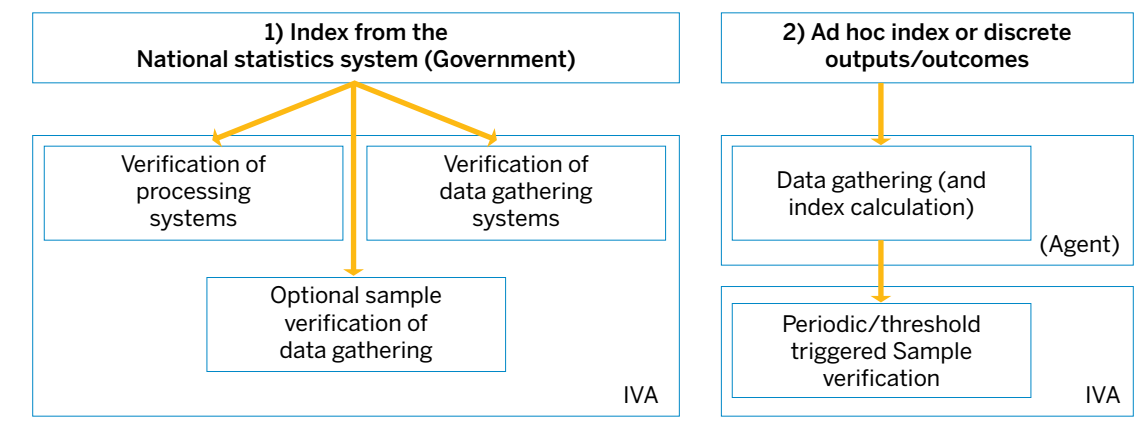 1) Index from the
National statistics system (Government)
Verification of
processing
systems
Verification of
data gathering
systems
Optional sample
verification of
data gathering
IVA
2) Ad hoc index or discrete
outputs/outcomes
Data gathering (and
index calculation)
(Agent)
Periodic/threshold
triggered Sample
verification
IVA